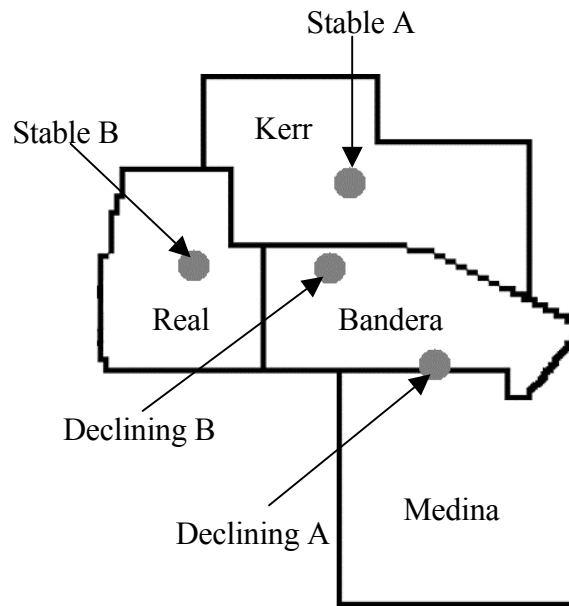 Stable A
Kerr
Stable B
Real
Bandera
Declining B
Medina
Declining A